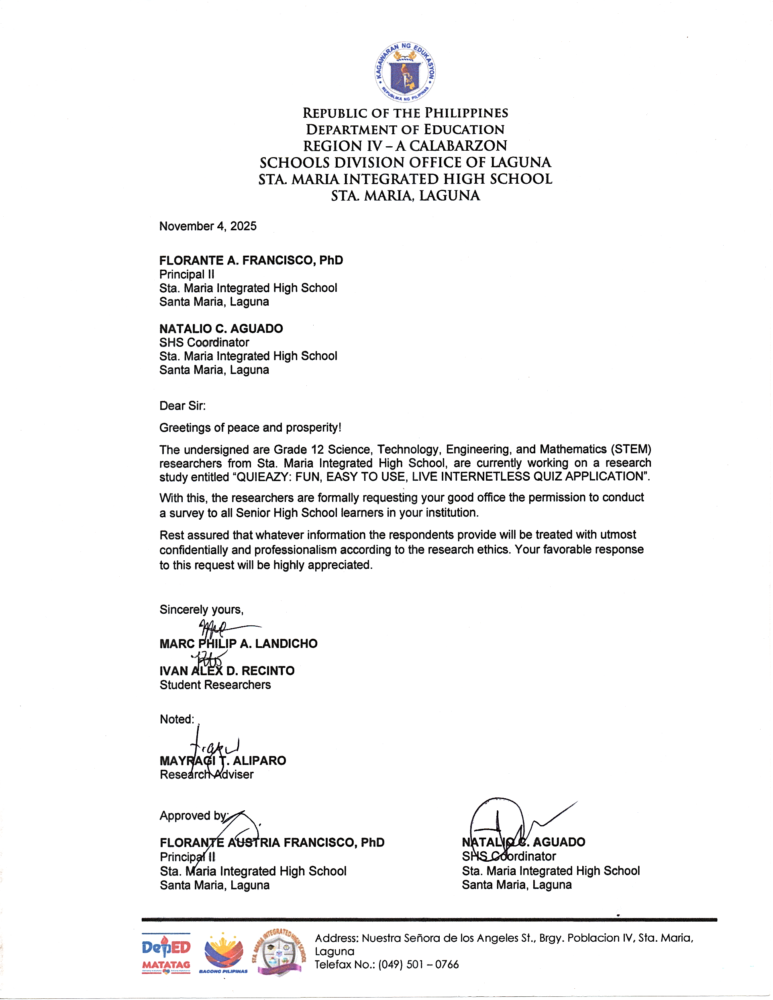 KAGAWARAN NG EDUKASYON
REPUBLIKA NG PILIPINAS
REPUBLIC OF THE PHILIPPINES
DEPARTMENT OF EDUCATION
REGION IV – A CALABARZON
SCHOOLS DIVISION OFFICE OF LAGUNA
STA. MARIA INTEGRATED HIGH SCHOOL
STA. MARIA, LAGUNA
November 4, 2025
FLORANTE A. FRANCISCO, PhD
Principal II
Sta. Maria Integrated High School
Santa Maria, Laguna
NATALIO C. AGUADO
SHS Coordinator
Sta. Maria Integrated High School
Santa Maria, Laguna
Dear Sir:
Greetings of peace and prosperity!
The undersigned are Grade 12 Science, Technology, Engineering, and Mathematics (STEM)
researchers from Sta. Maria Integrated High School, are currently working on a research
study entitled “QUIEAZY: FUN, EASY TO USE, LIVE INTERNETLESS QUIZ APPLICATION”.
With this, the researchers are formally requesting your good office the permission to conduct
a survey to all Senior High School learners in your institution.
Rest assured that whatever information the respondents provide will be treated with utmost
confidentially and professionalism according to the research ethics. Your favorable response
to this request will be highly appreciated.
Sincerely yours,
MARC PHILIP A. LANDICHO
IVAN ALEX D. RECINTO
Student Researchers
Noted:
MAYRAGI T. ALIPARO
Research Adviser
Approved by:
FLORANTE AUSTRIA FRANCISCO, PhD
Principal II
Sta. Maria Integrated High School
Santa Maria, Laguna
NATALIO C. AGUADO
SHS Coordinator
Sta. Maria Integrated High School
Santa Maria, Laguna
DepED
MATATAG
BAGONG PILIPINAS
STA. MARIA INTEGRATED HIGH SCHOOL
Address: Nuestra Señora de los Angeles St., Brgy. Poblacion IV, Sta. Maria,
Laguna
Telefax No.: (049) 501 – 0766